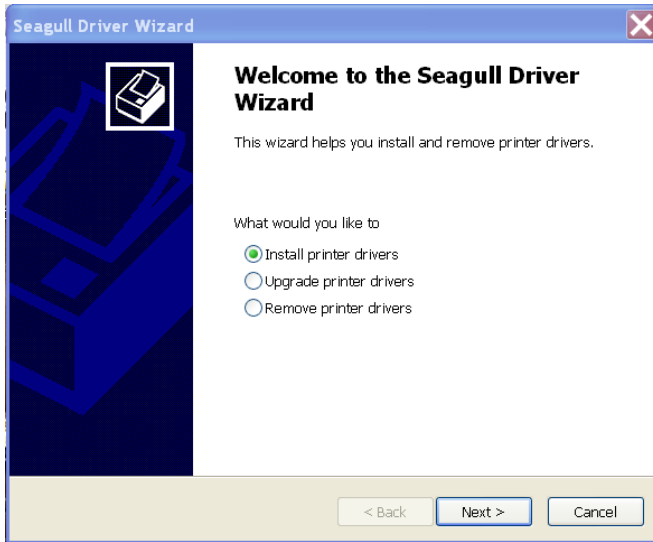 Seagull Driver Wizard
Welcome to the Seagull Driver
Wizard
This wizard helps you install and remove printer drivers.
What would you like to
Install printer drivers
Upgrade printer drivers
Remove printer drivers
< Back
Next >
Cancel